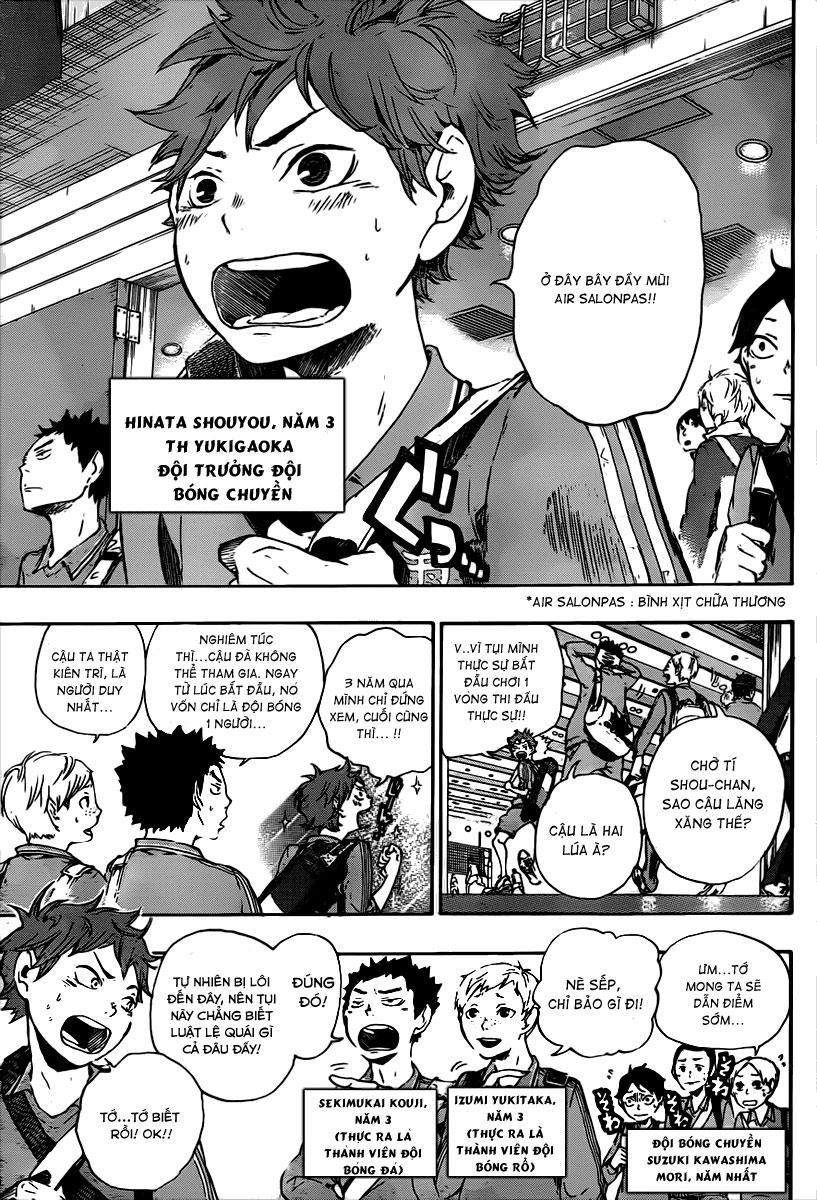 Ở ĐÂY BÂY ĐẦY MŨI
AIR SALONPAS!!
HINATA SHOUYOU, NĂM 3
TH YUKIGAOKA
ĐỘI TRƯỞNG ĐỘI
BÓNG CHUYỀN
*AIR SALONPAS : BÌNH XỊT CHỮA THƯƠNG
V..VÌ TỤI MÌNH
THỰC SỰ BẮT
ĐẦU CHƠI 1
VÒNG THI ĐẤU
THỰC SỰ!!
CHỜ TÍ
SHOU-CHAN,
SAO CẬU LĂNG
XĂNG THẾ?
CẬU LÀ HAI
LÚA À?
3 NĂM QUA
MÌNH CHỈ ĐỨNG
XEM, CUỐI CÙNG
THÌ... !!
NGHIÊM TÚC
THÌ...CẬU ĐÃ KHÔNG
THỂ THAM GIA. NGAY
TỪ LÚC BẮT ĐẦU, NÓ
VỐN CHỈ LÀ ĐỘI BÓNG
1 NGƯỜI...
CẬU TA THẬT
KIÊN TRÌ, LÀ
NGƯỜI DUY
NHẤT...
ƯM...TỚ
MONG TA SẼ
DẪN ĐIỂM
SỚM...
NÈ SẾP,
CHỈ BẢO GÌ ĐI!
ĐỘI BÓNG CHUYỀN
SUZUKI KAWASHIMA
MORI, NĂM NHẤT
IZUMI YUKITAKA,
NĂM 3
(THỰC RA LÀ
THÀNH VIÊN ĐỘI
BÓNG RỔ)
SEKIMUKAI KOUJI,
NĂM 3
(THỰC RA LÀ
THÀNH VIÊN ĐỘI
BÓNG ĐÁ)
ĐÚNG
ĐÓ!
TỰ NHIÊN BỊ LÔI
ĐẾN ĐÂY, NÊN TỤI
NÀY CHẲNG BIẾT
LUẬT LỆ QUÁI GÌ
CẢ ĐÂU ĐẤY!
TỚ...TỚ BIẾT
RỒI! OK!!